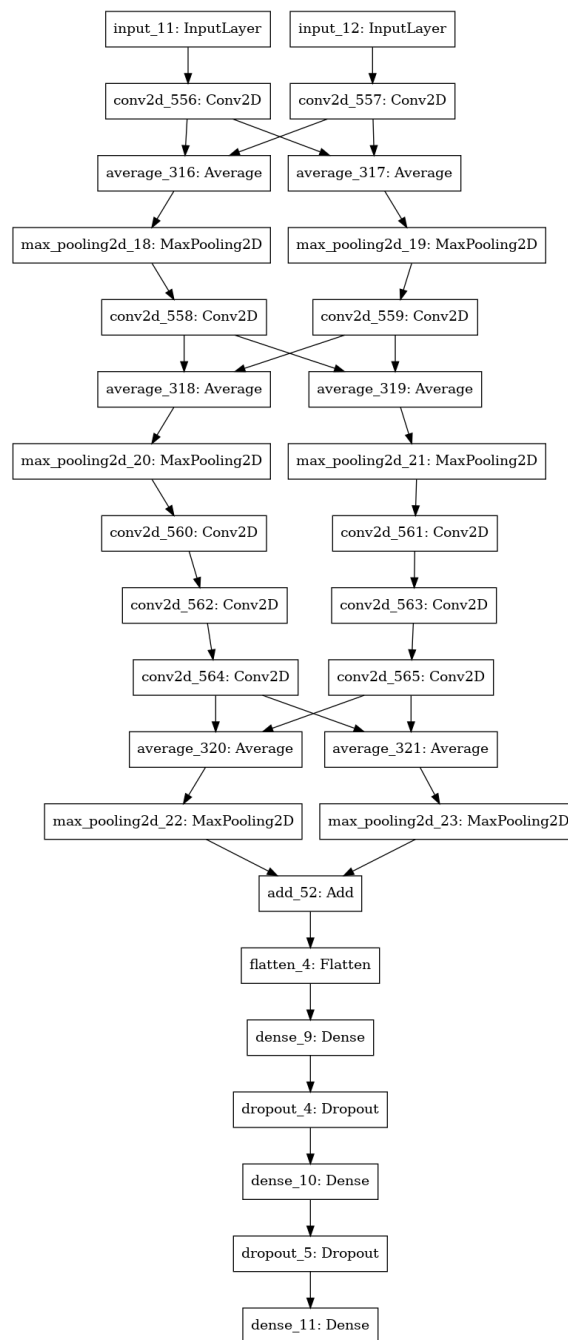 input_11: InputLayer
input_12: InputLayer
conv2d_556: Conv2D
conv2d_557: Conv2D
average_316: Average
average_317: Average
max_pooling2d_18: MaxPooling2D
max_pooling2d_19: MaxPooling2D
conv2d_558: Conv2D
conv2d_559: Conv2D
average_318: Average
average_319: Average
max_pooling2d_20: MaxPooling2D
max_pooling2d_21: MaxPooling2D
conv2d_560: Conv2D
conv2d_561: Conv2D
conv2d_562: Conv2D
conv2d_563: Conv2D
conv2d_564: Conv2D
conv2d_565: Conv2D
average_320: Average
average_321: Average
max_pooling2d_22: MaxPooling2D
max_pooling2d_23: MaxPooling2D
add_52: Add
flatten_4: Flatten
dense_9: Dense
dropout_4: Dropout
dense_10: Dense
dropout_5: Dropout
dense_11: Dense